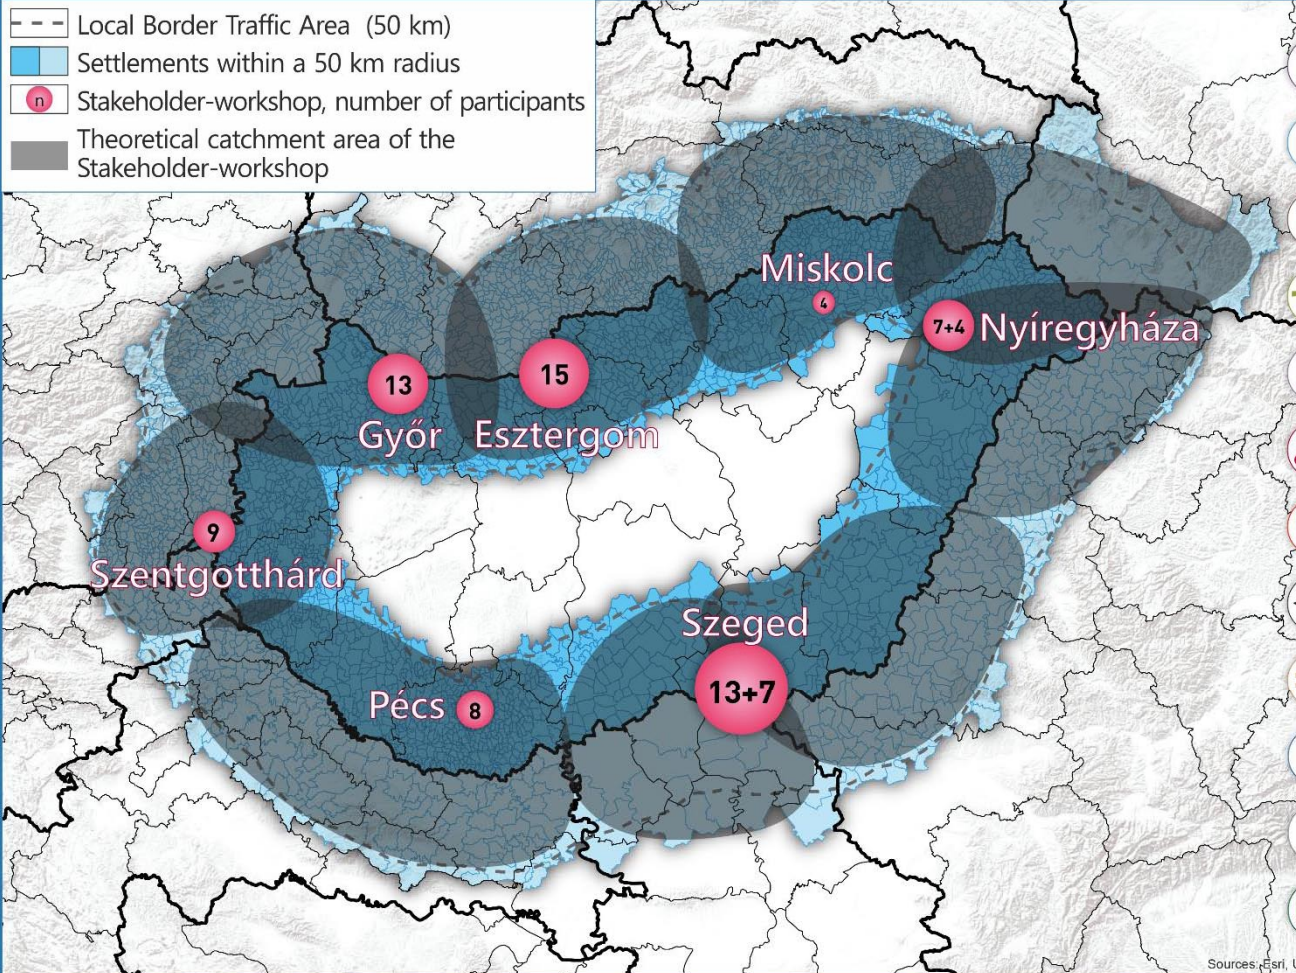 Local Border Traffic Area (50 km)
Settlements within a 50 km radius
n
Stakeholder-workshop, number of participants
Theoretical catchment area of the
Stakeholder-workshop
Miskolc
4
7+4
Nyíregyháza
13
15
Győr
Esztergom
9
Szentgotthárd
Szeged
13+7
Pécs
8
Sources: Esri,